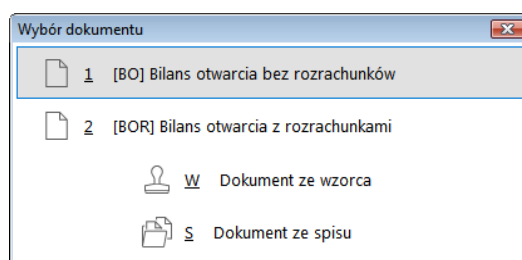 Wybór dokumentu
1 [BO] Bilans otwarcia bez rozrachunków
2 [BOR] Bilans otwarcia z rozrachunkami
W Dokument ze wzorca
S Dokument ze spisu